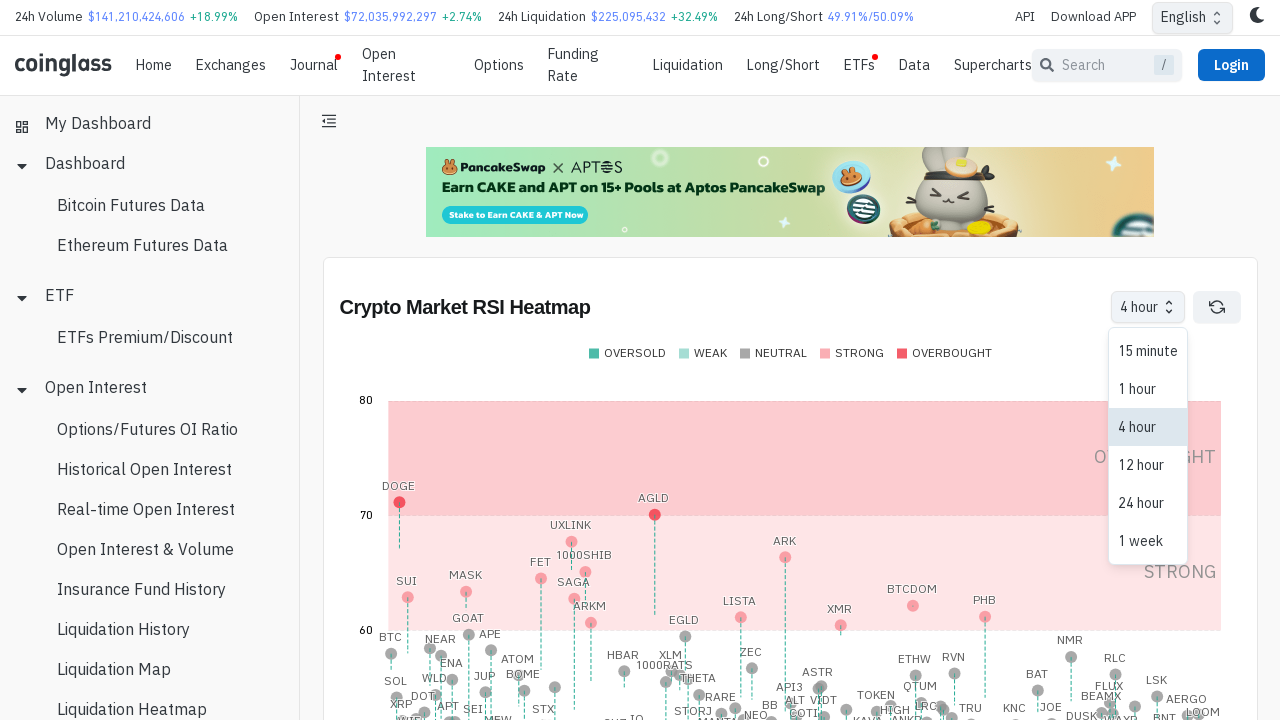 24h Volume $141,210,424,606 +18.99% Open Interest $72,035,992,297 +2.74% 24h Liquidation $225,095,432 +32.49% 24h Long/Short 49.91%/50.09% API Download APP English
coinglass Home Exchanges Journal Open Interest Options Funding Rate Liquidation Long/Short ETFs Data Supercharts Search / Login
My Dashboard
Dashboard
Bitcoin Futures Data
Ethereum Futures Data
ETF
ETFs Premium/Discount
Open Interest
Options/Futures OI Ratio
Historical Open Interest
Real-time Open Interest
Open Interest & Volume
Insurance Fund History
Liquidation History
Liquidation Map
Liquidation Heatmap
PancakeSwap X APTOS
Earn CAKE and APT on 15+ Pools at Aptos PancakeSwap
Stake to Earn CAKE & APT Now
Crypto Market RSI Heatmap
4 hour
15 minute
1 hour
4 hour
12 hour
24 hour
1 week
OVERSOLD WEAK NEUTRAL STRONG OVERBOUGHT
80
DOGE
AGLD
70
UXLINK
ARK
1000SHIB
FET
STRONG
MASK
SUI
SAGA
BTCDOM
LISTA
PHB
ARKM
XMR
GOAT
EGLD
60
APE
BTC
NEAR
NMR
ZEC
HBAR
XLM
ATOM
ETHW
RVN
RLC
ENA
1000RATS
ASTR
BAT
BOME
JUP
WLD
THETA
SOL
LSK
API3
QTUM
FLUX
DOT
RARE
TOKEN
BEAMX
AERGO
XRP
ALT
VIDT
BB
LRC
APT
SEI
STX
STORJ
HIGH
TRU
KNC
JOE
LOOM
COTI
NEO
DUSK